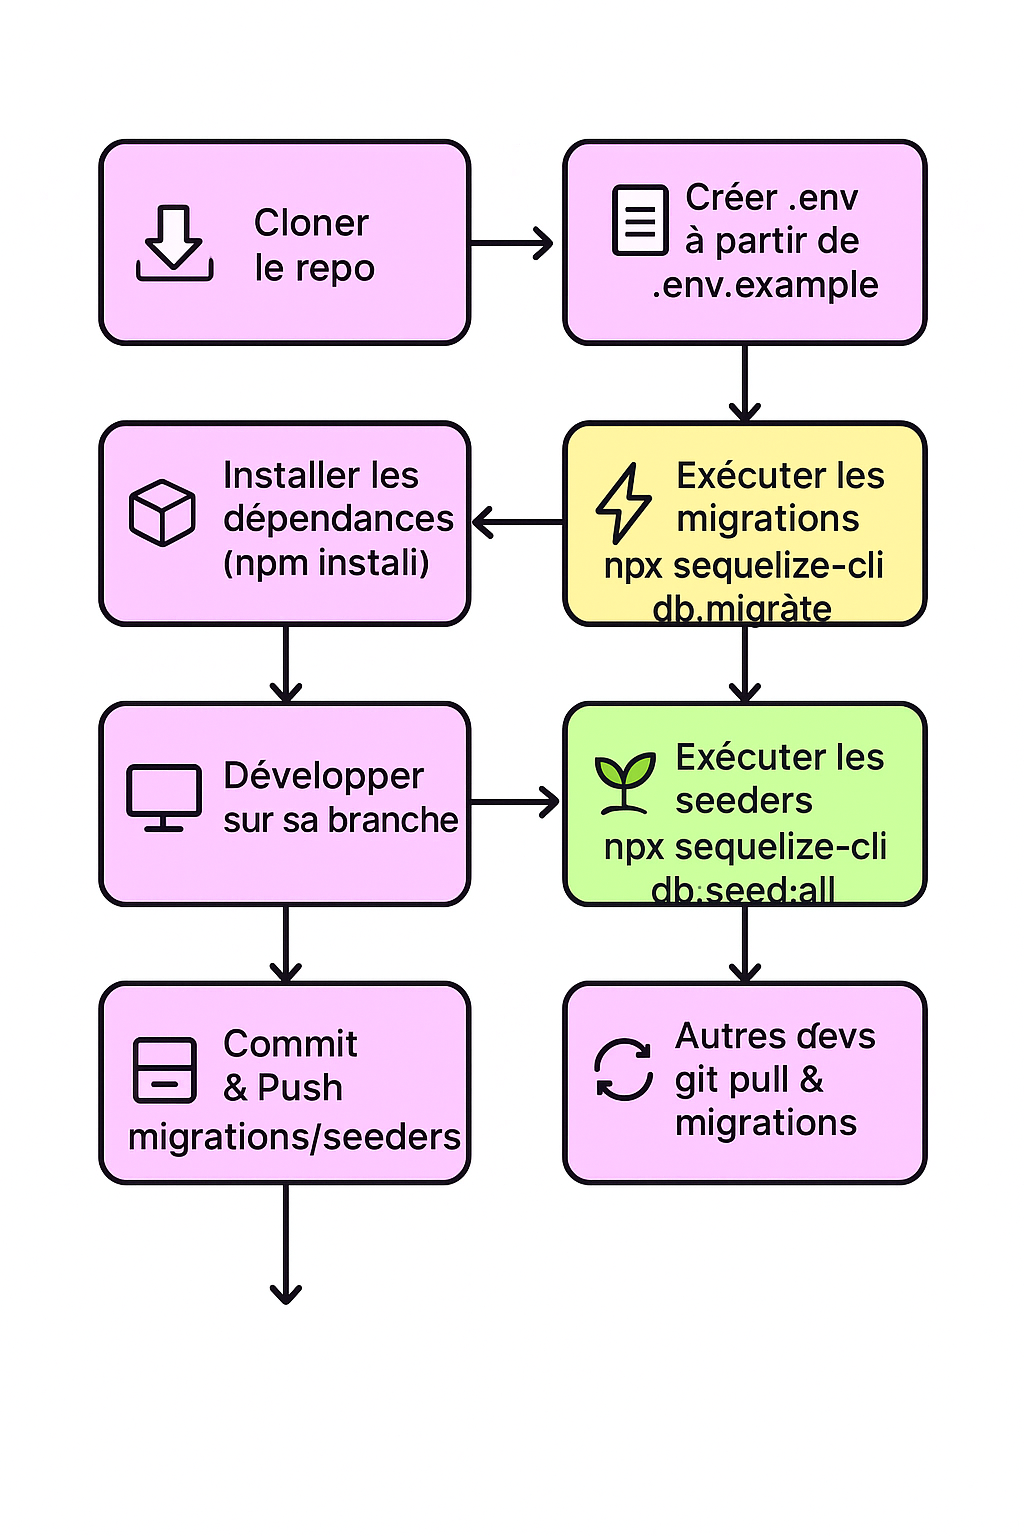 Cloner
le repo
Créer .env
à partir de
.env.example
Installer les
dépendances
(npm instali)
Exécuter les
migrations
npx sequelize-cli
db.migràte
Développer
sur sa branche
Exécuter les
seeders
npx sequelize-cli
db:seed:all
Commit
& Push
migrations/seeders
Autres devs
git pull &
migrations